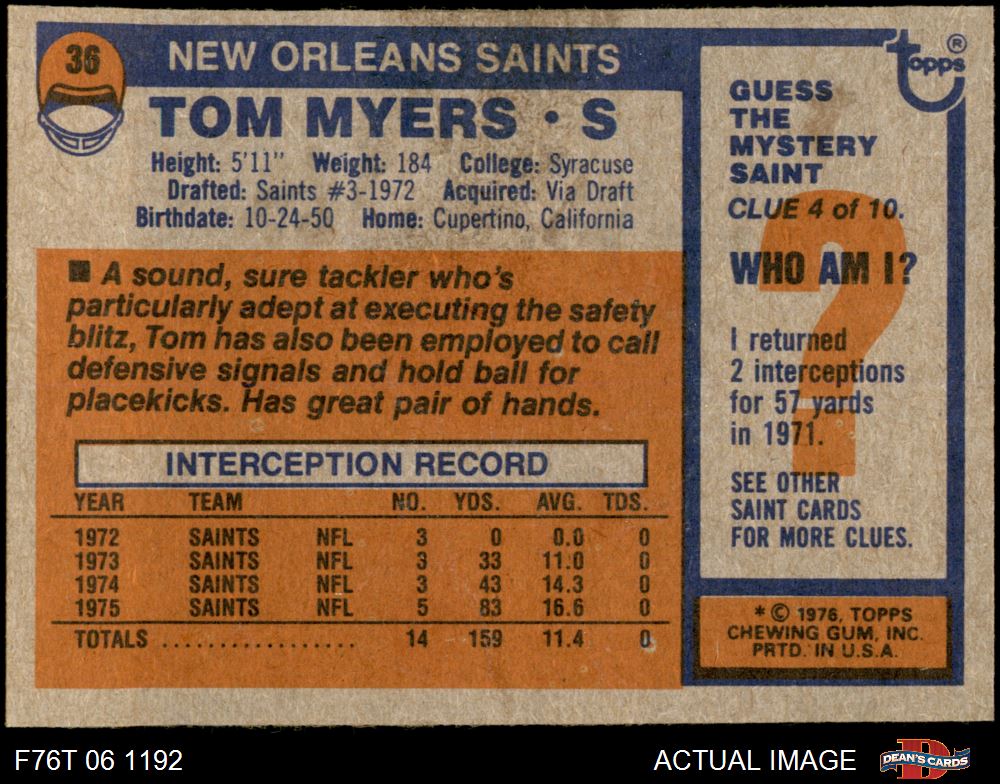 36
NEW ORLEANS SAINTS
TOM MYERS • S
Height: 5'11" Weight: 184 College: Syracuse
Drafted: Saints #3-1972 Acquired: Via Draft
Birthdate: 10-24-50 Home: Cupertino, California
■ A sound, sure tackler who's
particularly adept at executing the safety
blitz, Tom has also been employed to call
defensive signals and hold ball for
placekicks. Has great pair of hands.
INTERCEPTION RECORD
YEAR TEAM NO. YDS. AVG. TDS.
1972 SAINTS NFL 3 0 0.0 0
1973 SAINTS NFL 3 33 11.0 0
1974 SAINTS NFL 3 43 14.3 0
1975 SAINTS NFL 5 83 16.6 0
TOTALS ................. 14 159 11.4 0
topps ®
GUESS
THE
MYSTERY
SAINT
CLUE 4 of 10.
WHO AM I?
?
I returned
2 interceptions
for 57 yards
in 1971.
SEE OTHER
SAINT CARDS
FOR MORE CLUES.
* © 1976, TOPPS
CHEWING GUM, INC.
PRTD. IN U.S.A.
F76T 06 1192
ACTUAL IMAGE
D
DEAN'S CARDS